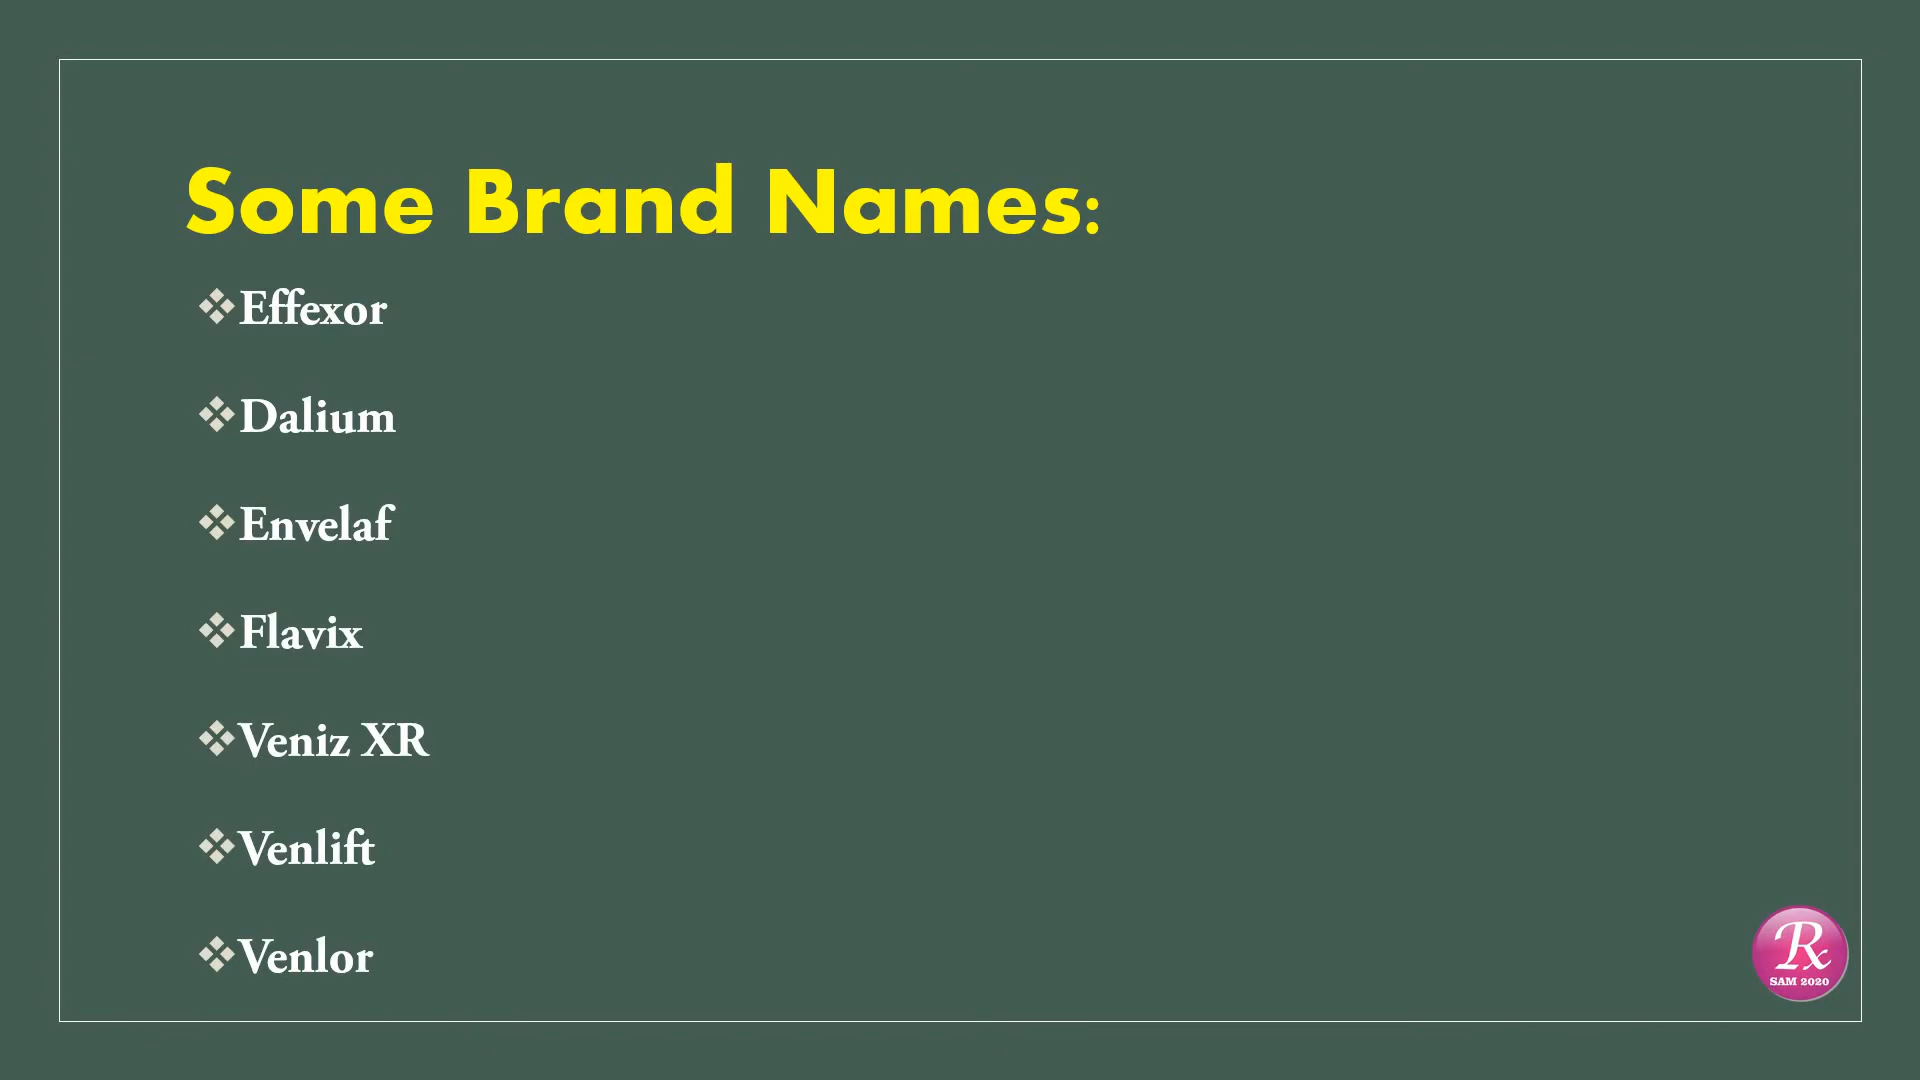 Some Brand Names:
❖Effexor
❖Dalium
❖Envelaf
❖Flavix
❖Veniz XR
❖Venlift
❖Venlor
Rx
SAM 2020